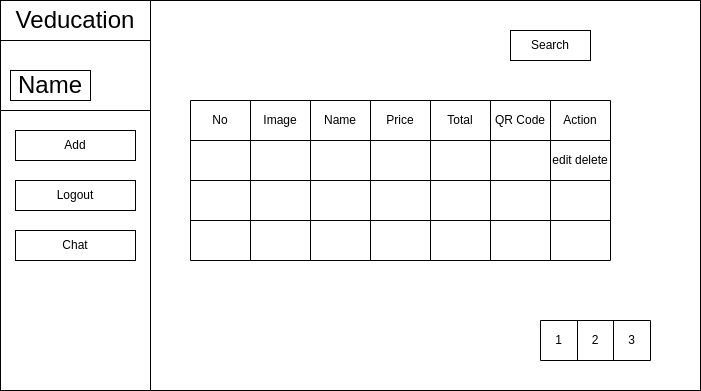 Veducation
Name
Add
Logout
Chat
Search
No Image Name Price Total QR Code Action
edit delete
1 2 3